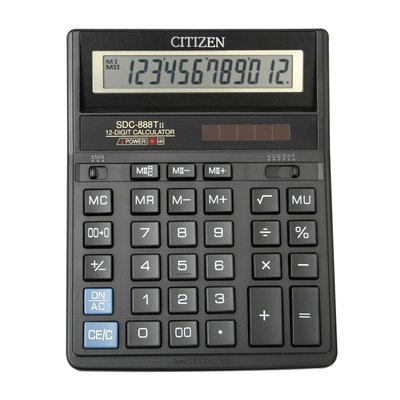 CITIZEN
MI
MII
123456789012.
SDC-888TII
12-DIGIT CALCULATOR
POWER
A0234F
MII R/C MII− MII+
MC MR M− M+ √ MU
00→0 7 8 9 ÷ %
+/− 4 5 6 × −
ON/AC 1 2 3 + =
CE/C 0 00 •